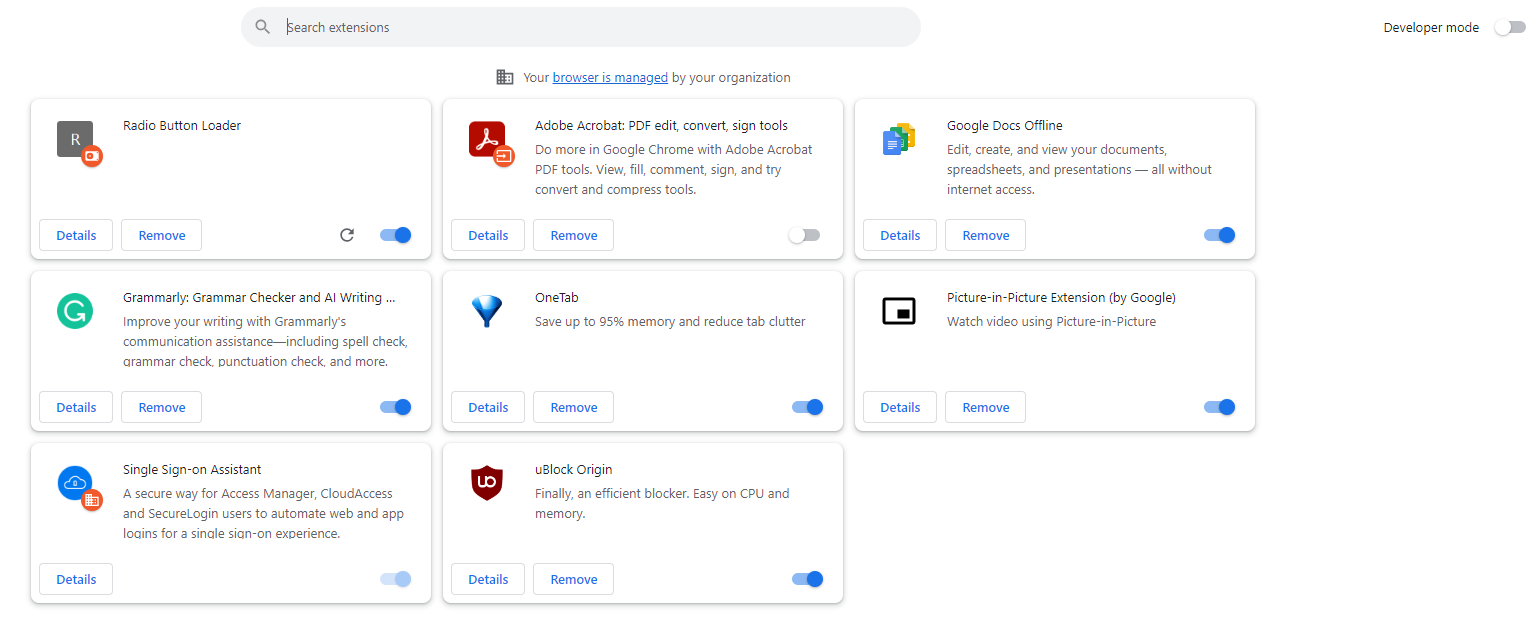 Search extensions
Developer mode
Your browser is managed by your organization
R
Radio Button Loader
Details
Remove
Adobe Acrobat: PDF edit, convert, sign tools
Do more in Google Chrome with Adobe Acrobat
PDF tools. View, fill, comment, sign, and try
convert and compress tools.
Details
Remove
Google Docs Offline
Edit, create, and view your documents,
spreadsheets, and presentations — all without
internet access.
Details
Remove
Grammarly: Grammar Checker and AI Writing ...
Improve your writing with Grammarly's
communication assistance—including spell check,
grammar check, punctuation check, and more.
Details
Remove
OneTab
Save up to 95% memory and reduce tab clutter
Details
Remove
Picture-in-Picture Extension (by Google)
Watch video using Picture-in-Picture
Details
Remove
Single Sign-on Assistant
A secure way for Access Manager, CloudAccess
and SecureLogin users to automate web and app
logins for a single sign-on experience.
Details
uBlock Origin
Finally, an efficient blocker. Easy on CPU and
memory.
Details
Remove